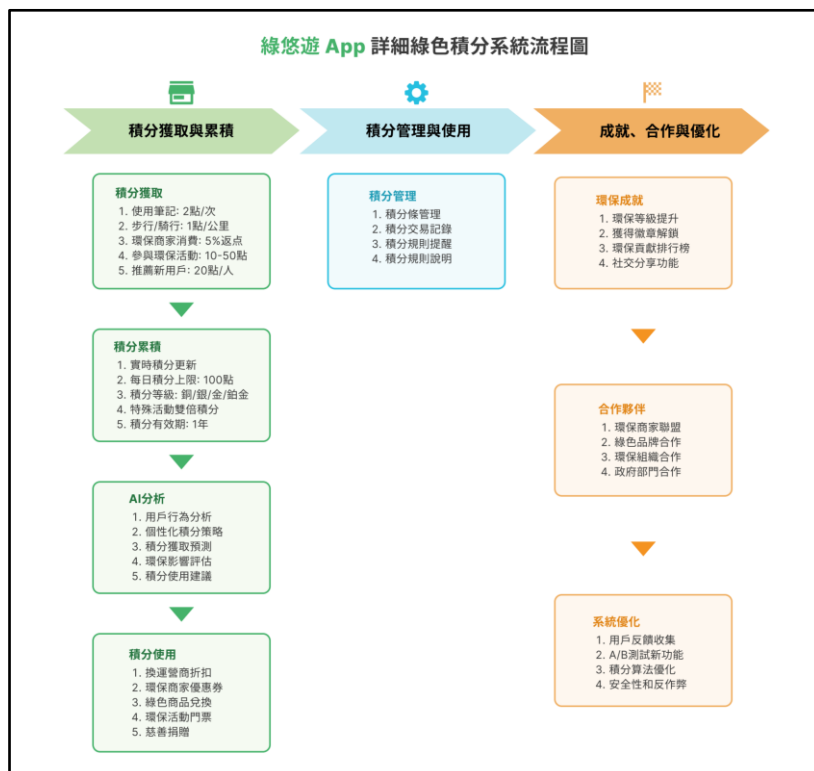 綠悠遊 App 詳細綠色積分系統流程圖
積分獲取與累積
積分管理與使用
成就、合作與優化
積分獲取
1. 使用筆記: 2點/次
2. 步行/騎行: 1點/公里
3. 環保商家消費: 5%返点
4. 參與環保活動: 10-50點
5. 推薦新用戶: 20點/人
積分累積
1. 實時積分更新
2. 每日積分上限: 100點
3. 積分等級: 銅/銀/金/鉑金
4. 特殊活動雙倍積分
5. 積分有效期: 1年
AI分析
1. 用戶行為分析
2. 個性化積分策略
3. 積分獲取預測
4. 環保影響評估
5. 積分使用建議
積分使用
1. 換運營商折扣
2. 環保商家優惠券
3. 綠色商品兌換
4. 環保活動門票
5. 慈善捐贈
積分管理
1. 積分條管理
2. 積分交易記錄
3. 積分規則提醒
4. 積分規則說明
環保成就
1. 環保等級提升
2. 獲得徽章解鎖
3. 環保貢獻排行榜
4. 社交分享功能
合作夥伴
1. 環保商家聯盟
2. 綠色品牌合作
3. 環保組織合作
4. 政府部門合作
系統優化
1. 用戶反饋收集
2. A/B測試新功能
3. 積分算法優化
4. 安全性和反作弊